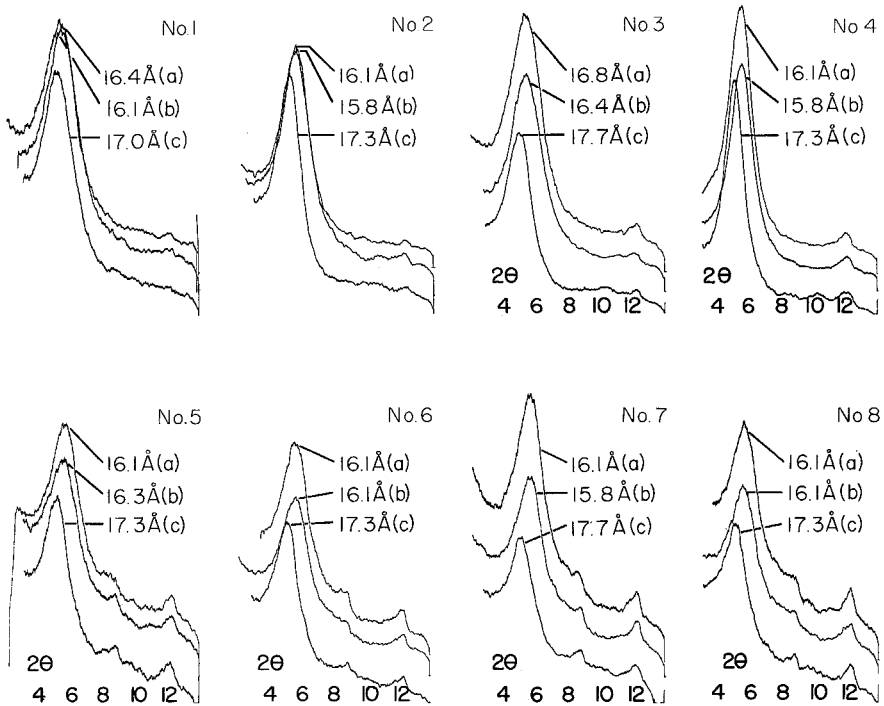 No.1
16.4Å(a)
16.1Å(b)
17.0Å(c)
No.2
16.1Å(a)
15.8Å(b)
17.3Å(c)
No.3
16.8Å(a)
16.4Å(b)
17.7Å(c)
2θ
4 6 8 10 12
No 4
16.1Å(a)
15.8Å(b)
17.3Å(c)
2θ
4 6 8 10 12
No.5
16.1Å(a)
16.3Å(b)
17.3Å(c)
2θ
4 6 8 10 12
No.6
16.1Å(a)
16.1Å(b)
17.3Å(c)
2θ
4 6 8 10 12
No.7
16.1Å(a)
15.8Å(b)
17.7Å(c)
2θ
4 6 8 10 12
No 8
16.1Å(a)
16.1Å(b)
17.3Å(c)
2θ
4 6 8 10 12